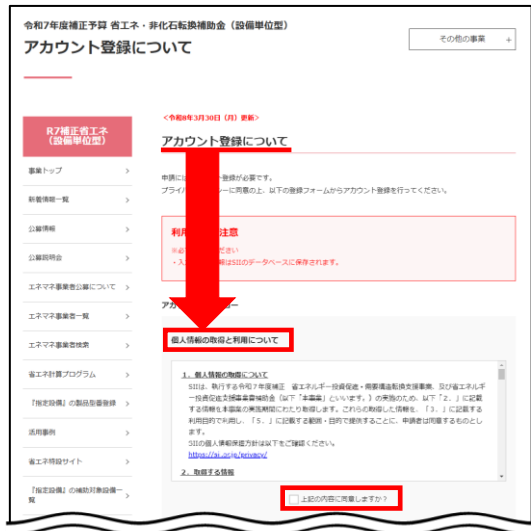 令和7年度補正予算 省エネ・非化石転換補助金（設備単位型）
アカウント登録について
その他の事業 +
R7補正省エネ
（設備単位型）
事業トップ
新着情報一覧
公募情報
公募説明会
エネマネ事業者公募について
エネマネ事業者一覧
エネマネ事業者検索
省エネ計算プログラム
『指定設備』の製品型番登録
活用事例
省エネ特設サイト
『指定設備』の補助対象設備一
覧
<令和8年3月30日（月）更新>
アカウント登録について
申請に 登録が必要です。
プライバ に同意の上、以下の登録フォームからアカウント登録を行ってください。
利用 注意
※必 ださい
・入 報はSIIのデータベースに保存されます。
アカ ー
個人情報の取得と利用について
1．個人情報の取得について
SIIは、執行する令和7年度補正 省エネルギー投資促進・需要構造転換支援事業、及び省エネルギ
ー投資促進支援事業費補助金（以下「本事業」といいます。）の実施のため、以下「2．」に記載
する情報を本事業の実施期間にわたり取得します。これらの取得した情報を、「3．」に記載する
利用目的で利用し、「5．」に記載する範囲・目的で提供することに、申請者は同意するものとし
ます。
SIIの個人情報保護方針は以下をご確認ください。
https://sii.or.jp/privacy/
2．取得する情報
上記の内容に同意しますか？